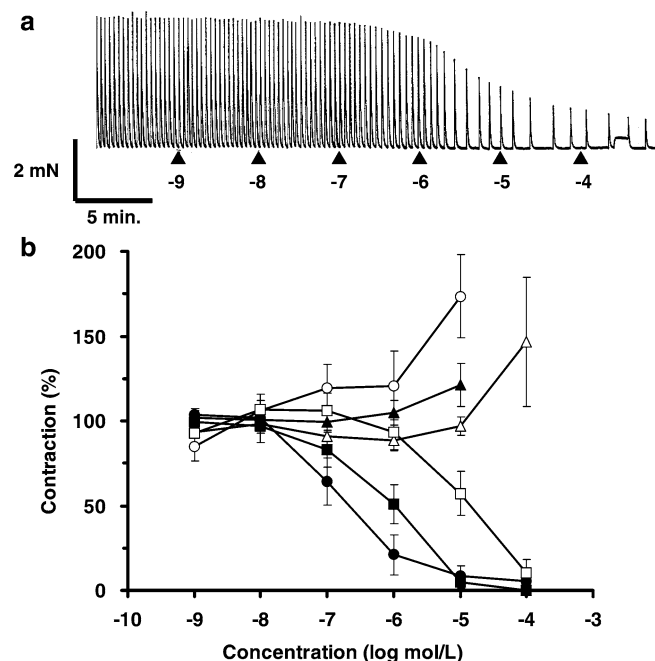 a
2 mN
-9 -8 -7 -6 -5 -4
5 min.
b
200
150
100
50
0
Contraction (%)
-10 -9 -8 -7 -6 -5 -4 -3
Concentration (log mol/L)